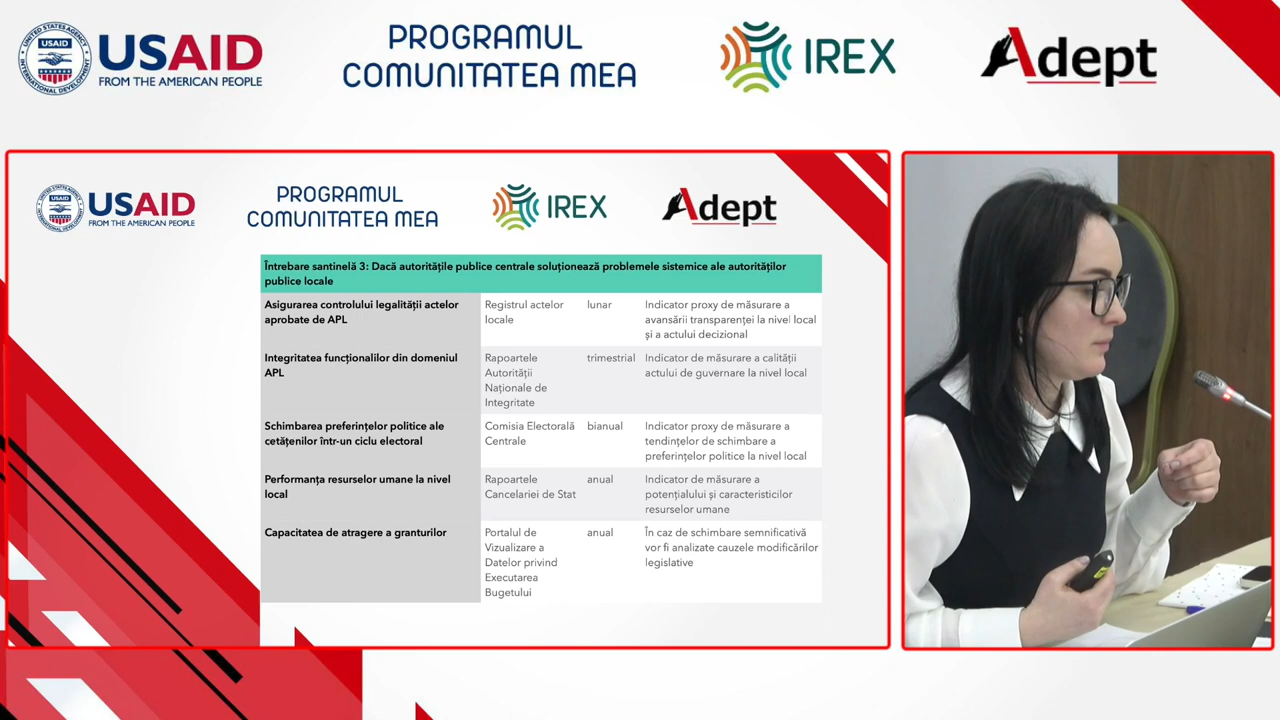 USAID
FROM THE AMERICAN PEOPLE
PROGRAMUL
COMUNITATEA MEA
IREX
Adept
USAID
FROM THE AMERICAN PEOPLE
PROGRAMUL
COMUNITATEA MEA
IREX
Adept
Întrebare santinelă 3: Dacă autoritățile publice centrale soluționează problemele sistemice ale autorităților
publice locale
Asigurarea controlului legalității actelor
aprobate de APL
Registrul actelor
locale
lunar
Indicator proxy de măsurare a
avansării transparenței la nivel local
și a actului decizional
Integritatea funcționalilor din domeniul
APL
Rapoartele
Autorității
Naționale de
Integritate
trimestrial
Indicator de măsurare a calității
actului de guvernare la nivel local
Schimbarea preferințelor politice ale
cetățenilor într-un ciclu electoral
Comisia Electorală
Centrale
bianual
Indicator proxy de măsurare a
tendințelor de schimbare a
preferințelor politice la nivel local
Performanța resurselor umane la nivel
local
Rapoartele
Cancelariei de Stat
anual
Indicator de măsurare a
potențialului și caracteristicilor
resurselor umane
Capacitatea de atragere a granturilor
Portalul de
Vizualizare a
Datelor privind
Executarea
Bugetului
anual
În caz de schimbare semnificativă
vor fi analizate cauzele modificărilor
legislative